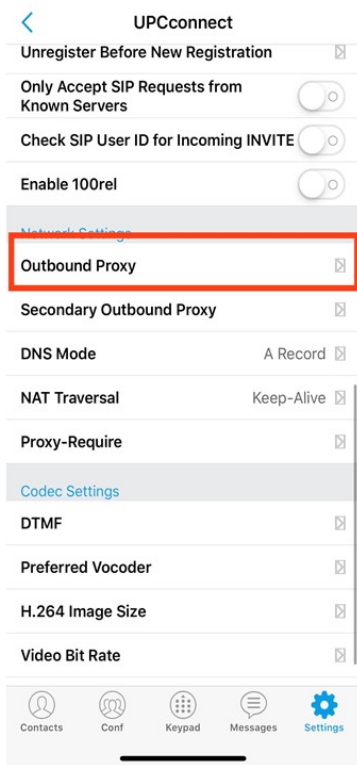 UPCconnect
Unregister Before New Registration
Only Accept SIP Requests from
Known Servers
Check SIP User ID for Incoming INVITE
Enable 100rel
Network Settings
Outbound Proxy
Secondary Outbound Proxy
DNS Mode A Record
NAT Traversal Keep-Alive
Proxy-Require
Codec Settings
DTMF
Preferred Vocoder
H.264 Image Size
Video Bit Rate
Contacts Conf Keypad Messages Settings